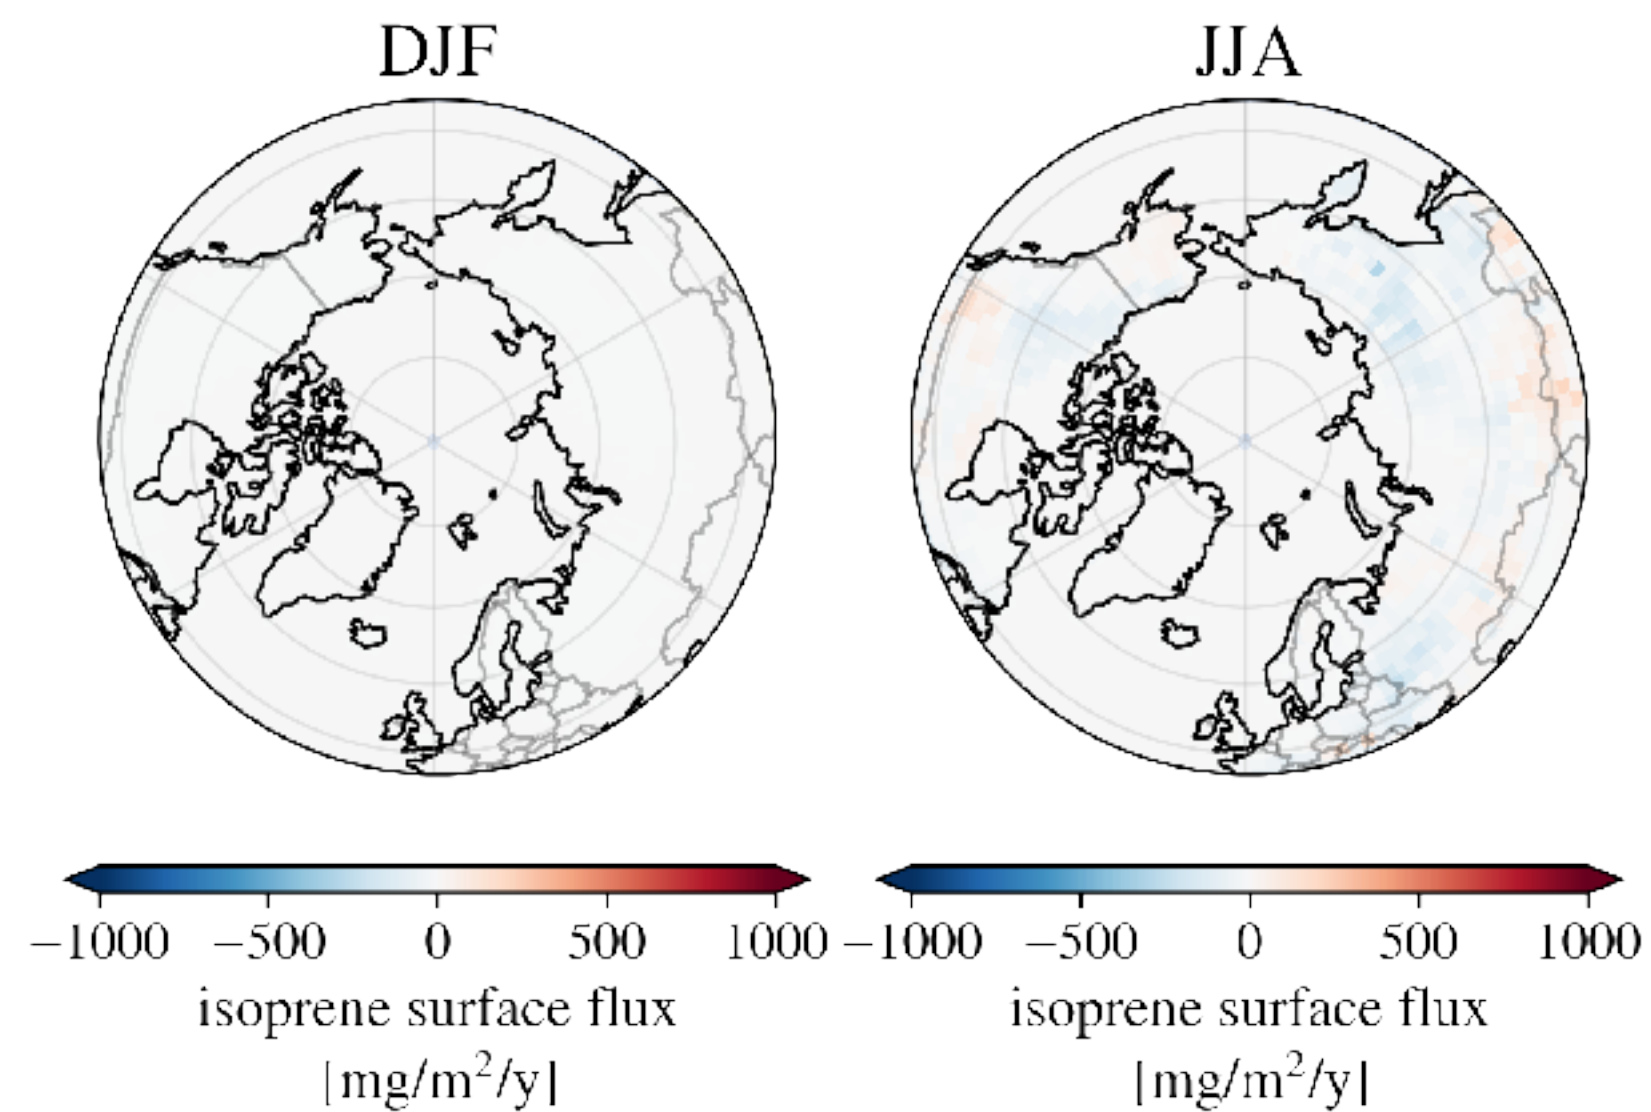 DJF
JJA
−1000 −500 0 500 1000
−1000 −500 0 500 1000
isoprene surface flux
[mg/m²/y]
isoprene surface flux
[mg/m²/y]